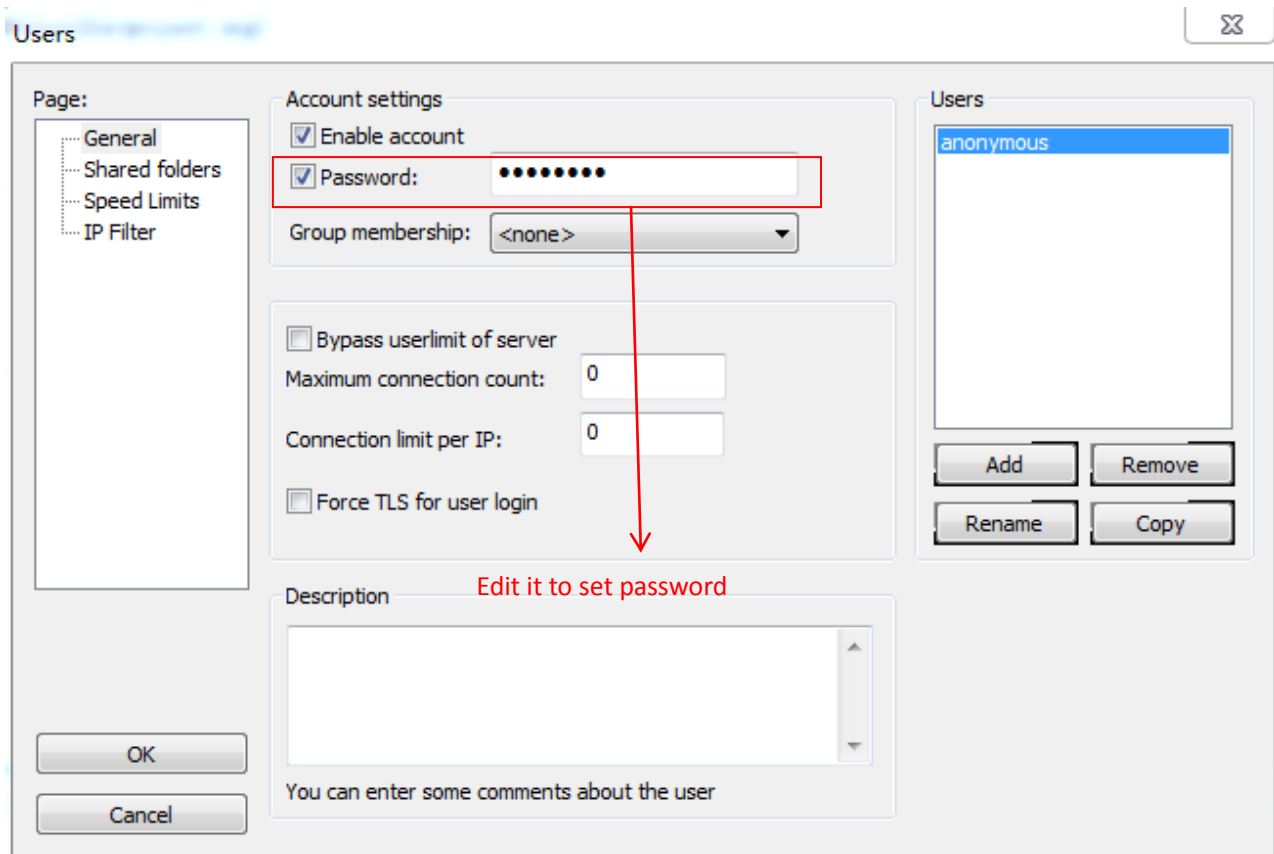 Users
Page:
General
Shared folders
Speed Limits
IP Filter
Account settings
Enable account
Password: ••••••••
Group membership: <none>
Bypass userlimit of server
Maximum connection count: 0
Connection limit per IP: 0
Force TLS for user login
Edit it to set password
Description
You can enter some comments about the user
Users
anonymous
Add Remove
Rename Copy
OK
Cancel